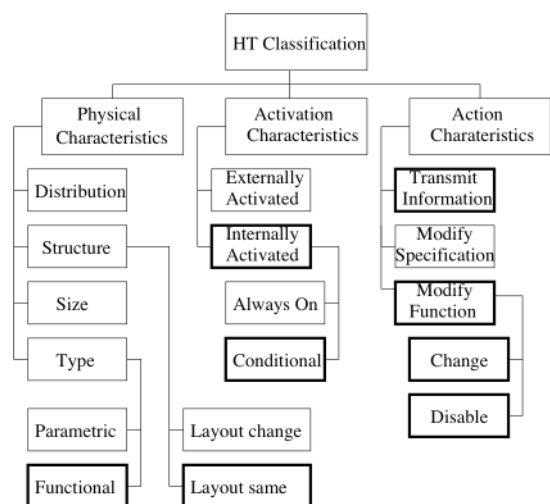 HT Classification
Physical
Characteristics
Activation
Characteristics
Action
Charateristics
Distribution
Structure
Size
Type
Parametric
Functional
Layout change
Layout same
Externally
Activated
Internally
Activated
Always On
Conditional
Transmit
Information
Modify
Specification
Modify
Function
Change
Disable